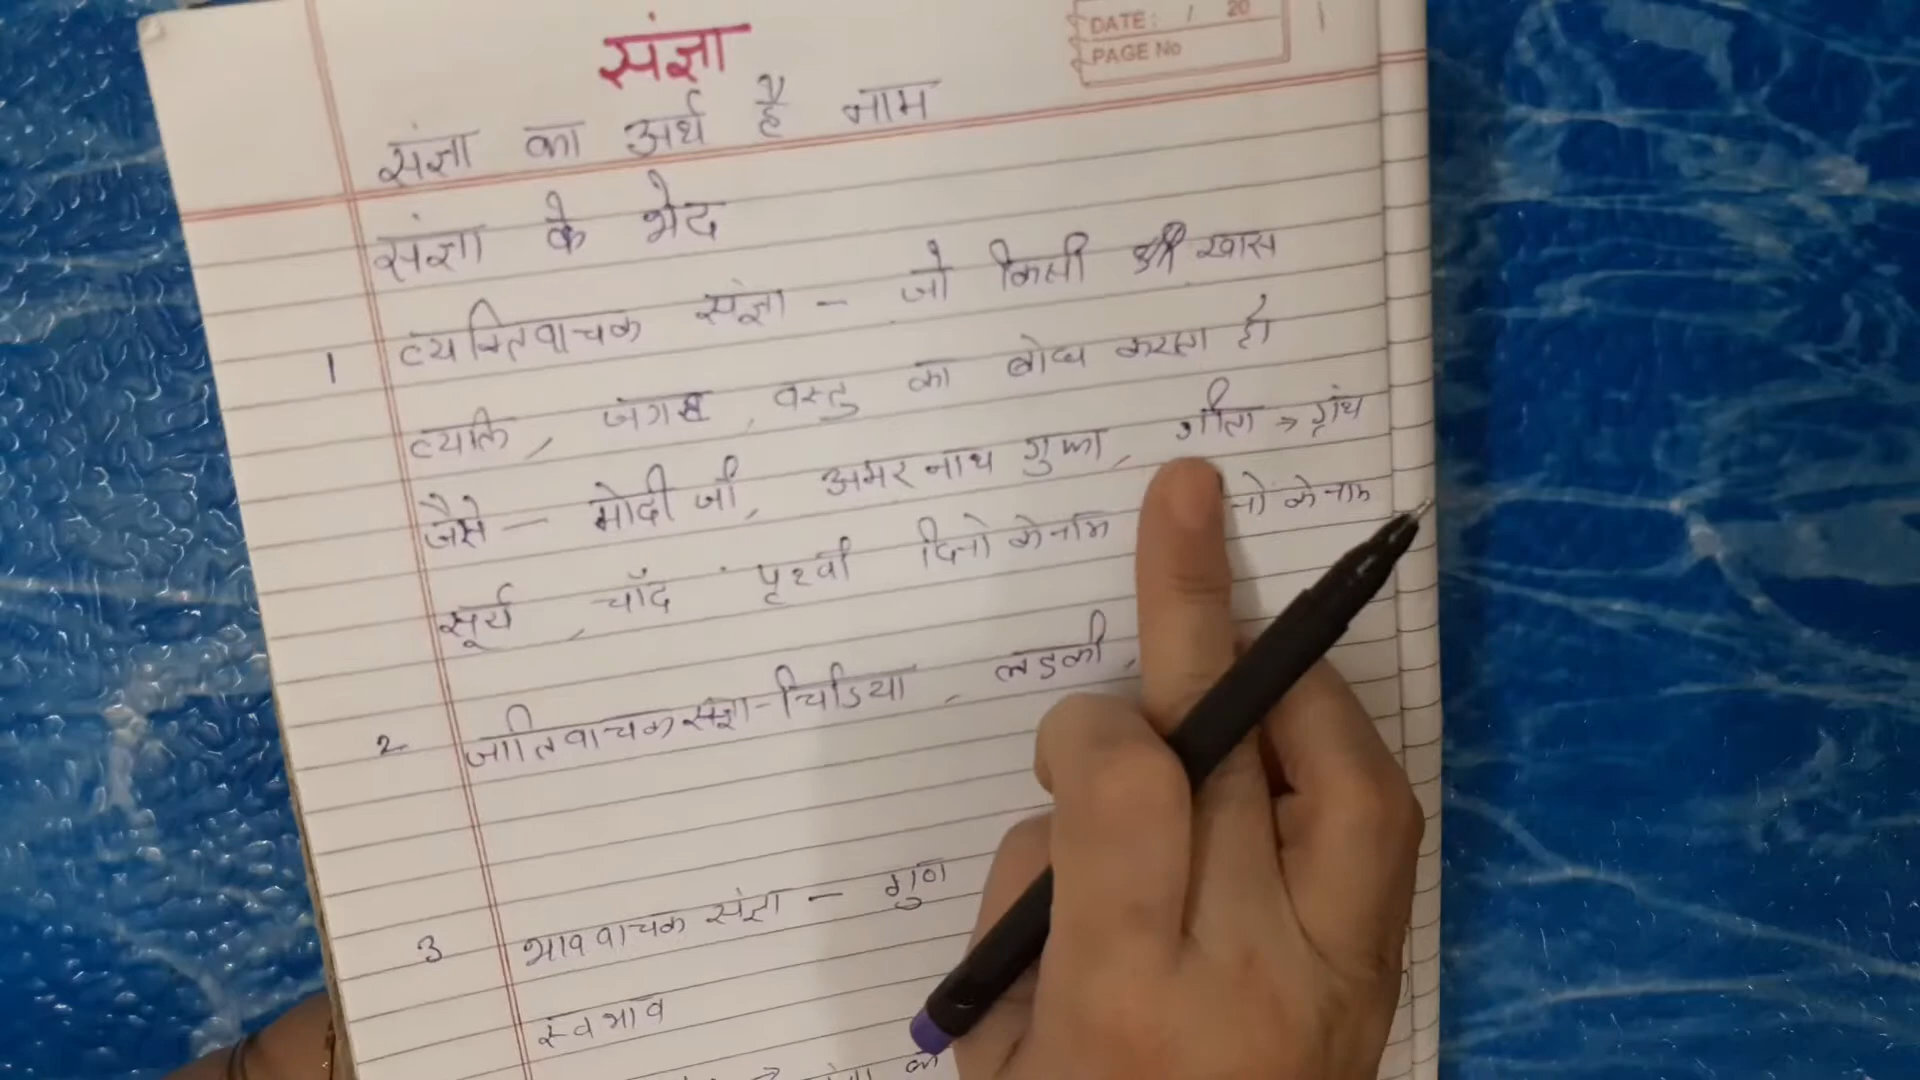 संज्ञा
DATE: / 20
PAGE No
संज्ञा का अर्थ है नाम
संज्ञा के भेद
1 व्यक्तिवाचक संज्ञा - जो किसी खास
व्यक्ति, जगह, वस्तु का बोध कराता हो
जैसे - मोदी जी, अमरनाथ गुफा, गीता → ग्रंथ
सूर्य, चाँद पृथ्वी दिनो के नाम नो के नाम
2 जातिवाचक संज्ञा - चिडिया, लडकी,
3 भाववाचक संज्ञा - गुण
स्वभाव